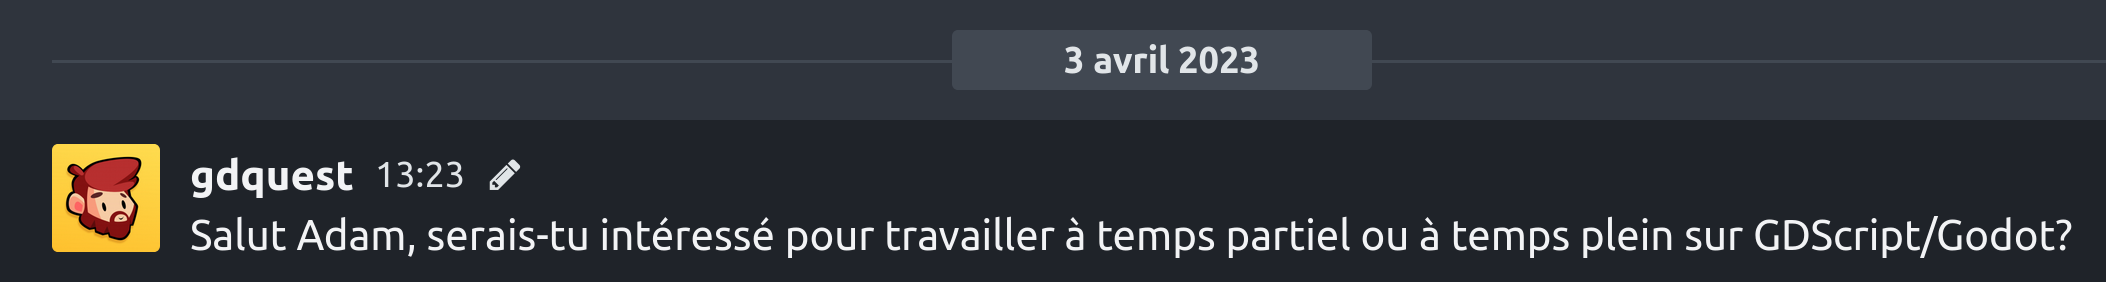 3 avril 2023
gdquest 13:23
Salut Adam, serais-tu intéressé pour travailler à temps partiel ou à temps plein sur GDScript/Godot?